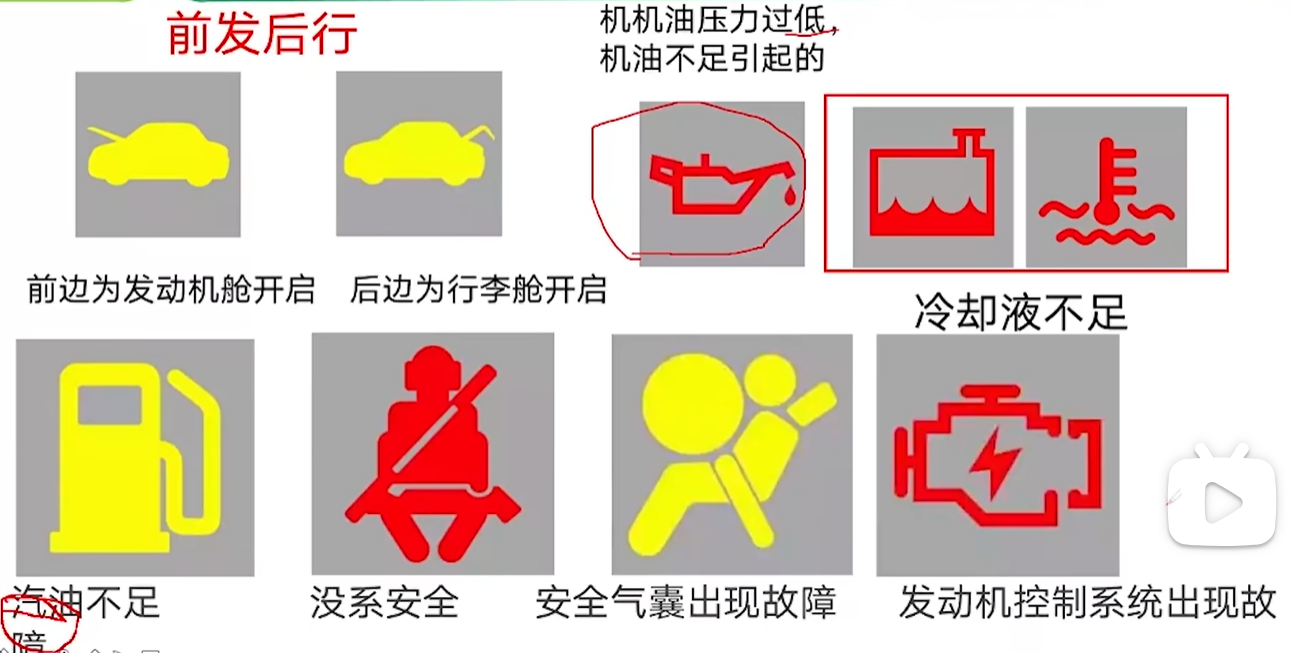 前发后行
机机油压力过低，
机油不足引起的
前边为发动机舱开启
后边为行李舱开启
冷却液不足
汽油不足
没系安全
安全气囊出现故障
发动机控制系统出现故
障